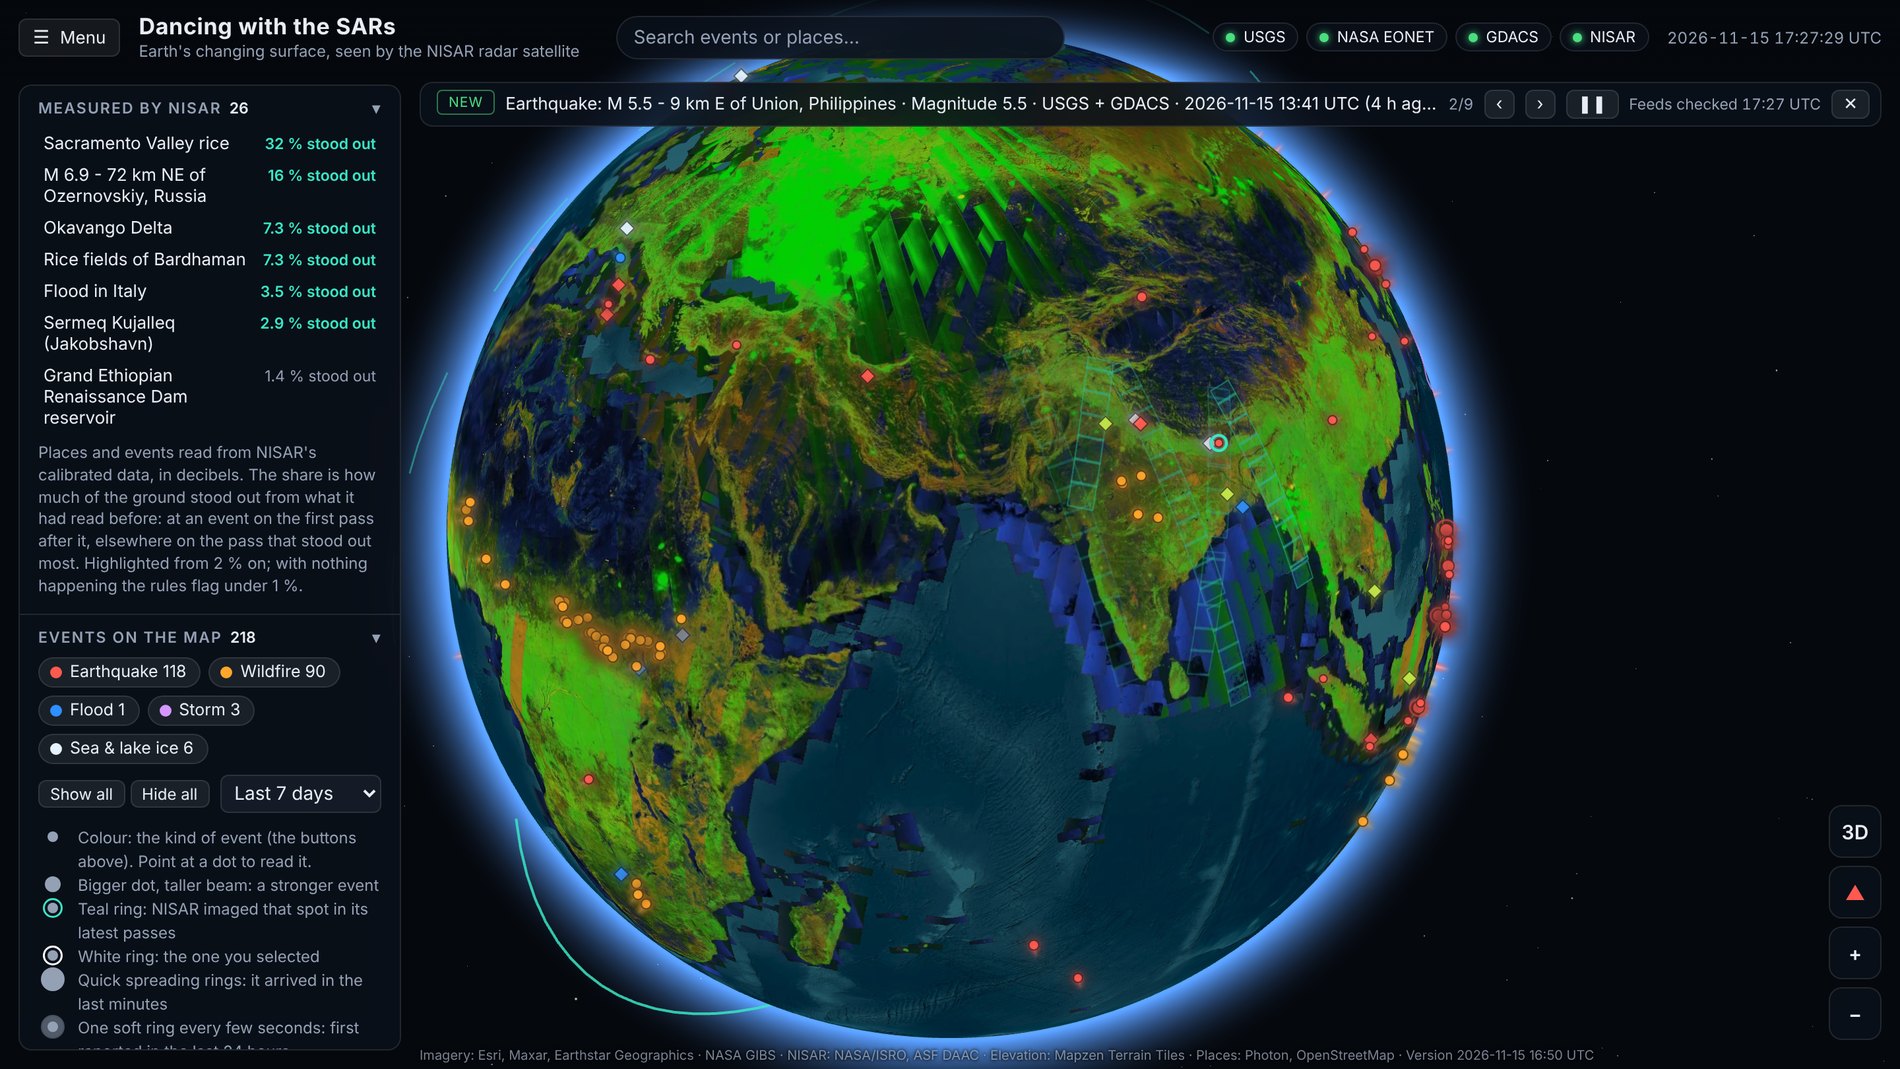 ☰ Menu
Dancing with the SARs
Earth's changing surface, seen by the NISAR radar satellite
Search events or places...
USGS
NASA EONET
GDACS
NISAR
2026-11-15 17:27:29 UTC
NEW
Earthquake: M 5.5 - 9 km E of Union, Philippines · Magnitude 5.5 · USGS + GDACS · 2026-11-15 13:41 UTC (4 h ag...
2/9
Feeds checked 17:27 UTC
MEASURED BY NISAR 26
Sacramento Valley rice 32 % stood out
M 6.9 - 72 km NE of 16 % stood out
Ozernovskiy, Russia
Okavango Delta 7.3 % stood out
Rice fields of Bardhaman 7.3 % stood out
Flood in Italy 3.5 % stood out
Sermeq Kujalleq 2.9 % stood out
(Jakobshavn)
Grand Ethiopian 1.4 % stood out
Renaissance Dam
reservoir
Places and events read from NISAR's
calibrated data, in decibels. The share is how
much of the ground stood out from what it
had read before: at an event on the first pass
after it, elsewhere on the pass that stood out
most. Highlighted from 2 % on; with nothing
happening the rules flag under 1 %.
EVENTS ON THE MAP 218
Earthquake 118
Wildfire 90
Flood 1
Storm 3
Sea & lake ice 6
Show all
Hide all
Last 7 days
Colour: the kind of event (the buttons
above). Point at a dot to read it.
Bigger dot, taller beam: a stronger event
Teal ring: NISAR imaged that spot in its
latest passes
White ring: the one you selected
Quick spreading rings: it arrived in the
last minutes
One soft ring every few seconds: first
3D
+
−
Imagery: Esri, Maxar, Earthstar Geographics · NASA GIBS · NISAR: NASA/ISRO, ASF DAAC · Elevation: Mapzen Terrain Tiles · Places: Photon, OpenStreetMap · Version 2026-11-15 16:50 UTC